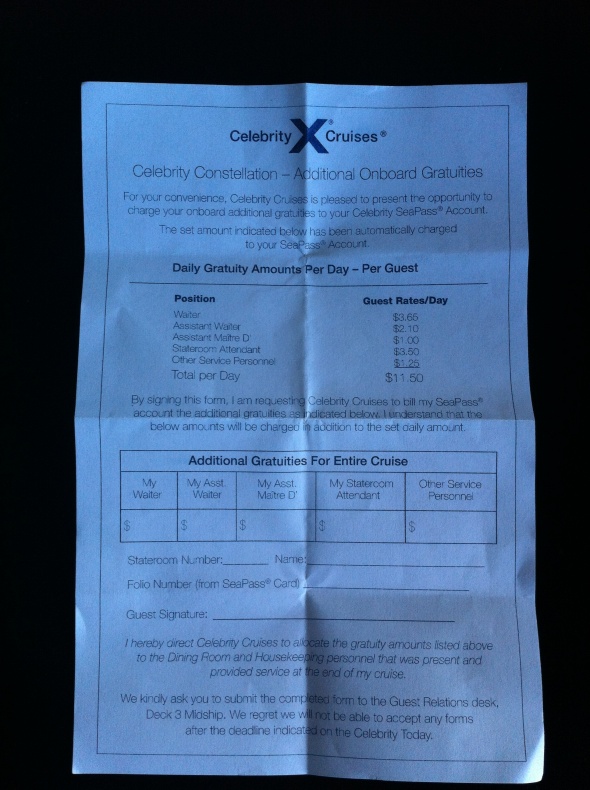 Celebrity X® Cruises®
Celebrity Constellation – Additional Onboard Gratuities
For your convenience, Celebrity Cruises is pleased to present the opportunity to
charge your onboard additional gratuities to your Celebrity SeaPass® Account.
The set amount indicated below has been automatically charged
to your SeaPass® Account.
Daily Gratuity Amounts Per Day – Per Guest
Position Guest Rates/Day
Waiter $3.65
Assistant Waiter $2.10
Assistant Maître D' $1.00
Stateroom Attendant $3.50
Other Service Personnel $1.25
Total per Day $11.50
By signing this form, I am requesting Celebrity Cruises to bill my SeaPass®
account the additional gratuities as indicated below. I understand that the
below amounts will be charged in addition to the set daily amount.
Additional Gratuities For Entire Cruise
My Waiter My Asst. Waiter My Asst. Maître D' My Stateroom Attendant Other Service Personnel
$ $ $ $ $
Stateroom Number: Name:
Folio Number (from SeaPass® Card)
Guest Signature:
I hereby direct Celebrity Cruises to allocate the gratuity amounts listed above
to the Dining Room and Housekeeping personnel that was present and
provided service at the end of my cruise.
We kindly ask you to submit the completed form to the Guest Relations desk,
Deck 3 Midship. We regret we will not be able to accept any forms
after the deadline indicated on the Celebrity Today.